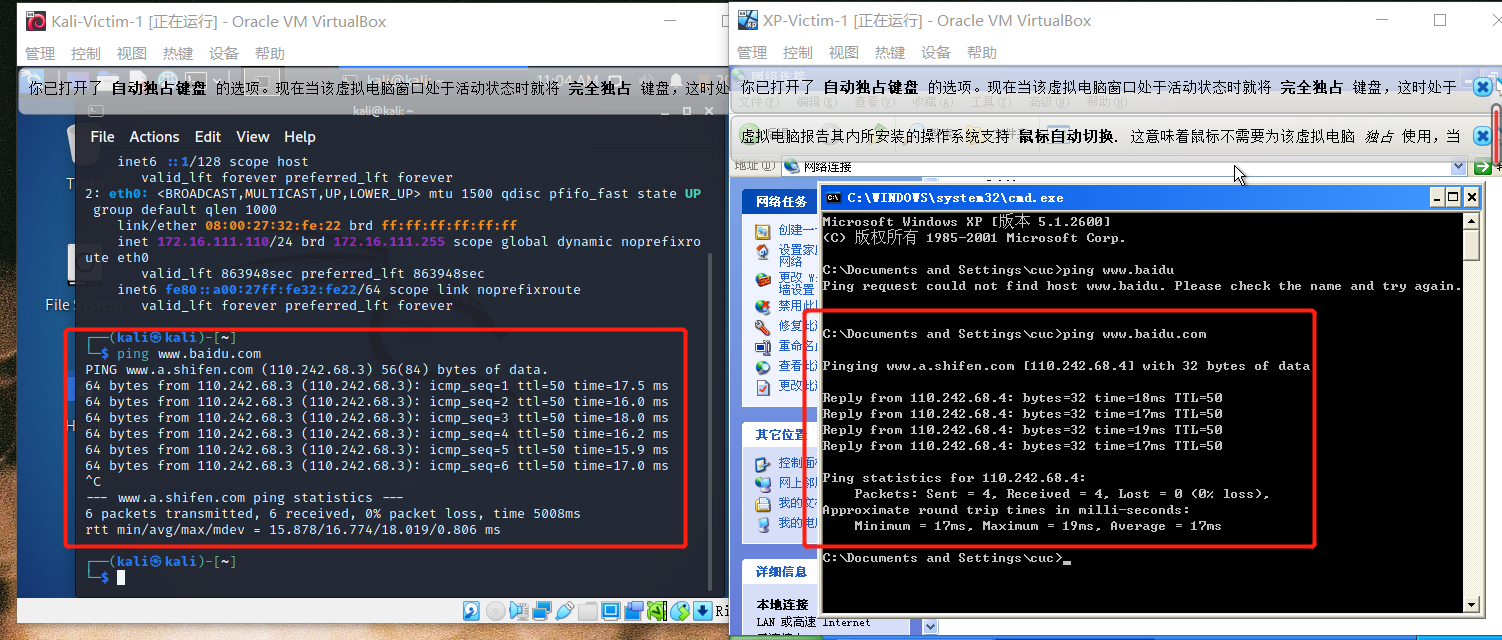 Kali-Victim-1 [正在运行] - Oracle VM VirtualBox
管理 控制 视图 热键 设备 帮助
你已打开了 自动独占键盘 的选项。现在当该虚拟电脑窗口处于活动状态时就将 完全独占 键盘，这时处
kali@kali: ~
File Actions Edit View Help
inet6 ::1/128 scope host
valid_lft forever preferred_lft forever
2: eth0: <BROADCAST,MULTICAST,UP,LOWER_UP> mtu 1500 qdisc pfifo_fast state UP
group default qlen 1000
link/ether 08:00:27:32:fe:22 brd ff:ff:ff:ff:ff:ff
inet 172.16.111.110/24 brd 172.16.111.255 scope global dynamic noprefixro
ute eth0
valid_lft 863948sec preferred_lft 863948sec
inet6 fe80::a00:27ff:fe32:fe22/64 scope link noprefixroute
valid_lft forever preferred_lft forever
File System
┌──(kali㉿kali)-[~]
└─$ ping www.baidu.com
PING www.a.shifen.com (110.242.68.3) 56(84) bytes of data.
64 bytes from 110.242.68.3 (110.242.68.3): icmp_seq=1 ttl=50 time=17.5 ms
64 bytes from 110.242.68.3 (110.242.68.3): icmp_seq=2 ttl=50 time=16.0 ms
64 bytes from 110.242.68.3 (110.242.68.3): icmp_seq=3 ttl=50 time=18.0 ms
64 bytes from 110.242.68.3 (110.242.68.3): icmp_seq=4 ttl=50 time=16.2 ms
64 bytes from 110.242.68.3 (110.242.68.3): icmp_seq=5 ttl=50 time=15.9 ms
64 bytes from 110.242.68.3 (110.242.68.3): icmp_seq=6 ttl=50 time=17.0 ms
^C
--- www.a.shifen.com ping statistics ---
6 packets transmitted, 6 received, 0% packet loss, time 5008ms
rtt min/avg/max/mdev = 15.878/16.774/18.019/0.806 ms
┌──(kali㉿kali)-[~]
└─$
XP-Victim-1 [正在运行] - Oracle VM VirtualBox
管理 控制 视图 热键 设备 帮助
你已打开了 自动独占键盘 的选项。现在当该虚拟电脑窗口处于活动状态时就将 完全独占 键盘，这时处于
虚拟电脑报告其内所安装的操作系统支持 鼠标自动切换. 这意味着鼠标不需要为该虚拟电脑 独占 使用，当
地址(D) 网络连接
网络任务
创建一
设置家
网络
更改 W
墙设置
禁用此
修复此
重命名
查看此
更改此
其它位置
控制面
网上邻
我的文
我的电
详细信息
本地连接
LAN 或高速 Internet
C:\WINDOWS\system32\cmd.exe
Microsoft Windows XP [版本 5.1.2600]
(C) 版权所有 1985-2001 Microsoft Corp.
C:\Documents and Settings\cuc>ping www.baidu
Ping request could not find host www.baidu. Please check the name and try again.
C:\Documents and Settings\cuc>ping www.baidu.com
Pinging www.a.shifen.com [110.242.68.4] with 32 bytes of data
Reply from 110.242.68.4: bytes=32 time=18ms TTL=50
Reply from 110.242.68.4: bytes=32 time=17ms TTL=50
Reply from 110.242.68.4: bytes=32 time=19ms TTL=50
Reply from 110.242.68.4: bytes=32 time=17ms TTL=50
Ping statistics for 110.242.68.4:
Packets: Sent = 4, Received = 4, Lost = 0 (0% loss),
Approximate round trip times in milli-seconds:
Minimum = 17ms, Maximum = 19ms, Average = 17ms
C:\Documents and Settings\cuc>